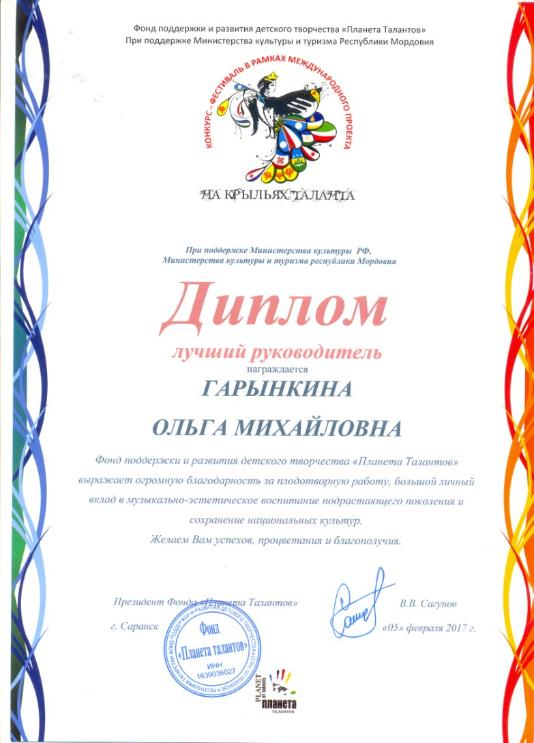 Фонд поддержки и развития детского творчества «Планета Талантов»
При поддержке Министерства культуры и туризма Республики Мордовия
КОНКУРС – ФЕСТИВАЛЬ В РАМКАХ МЕЖДУНАРОДНОГО ПРОЕКТА
НА КРЫЛЬЯХ ТАЛАНТА
При поддержке Министерства культуры РФ,
Министерства культуры и туризма республики Мордовия
Диплом
лучший руководитель
награждается
ГАРЫНКИНА
ОЛЬГА МИХАЙЛОВНА
Фонд поддержки и развития детского творчества «Планета Талантов»
выражает огромную благодарность за плодотворную работу, большой личный
вклад в музыкально-эстетическое воспитание подрастающего поколения и
сохранение национальных культур.
Желаем Вам успехов, процветания и благополучия.
Президент Фонда «Планета Талантов»
В.В. Сагунов
г. Саранск
«05» февраля 2017 г.
Фонд
«Планета талантов»
ИНН
1639036027
PLANET
of talents
планета
талантов